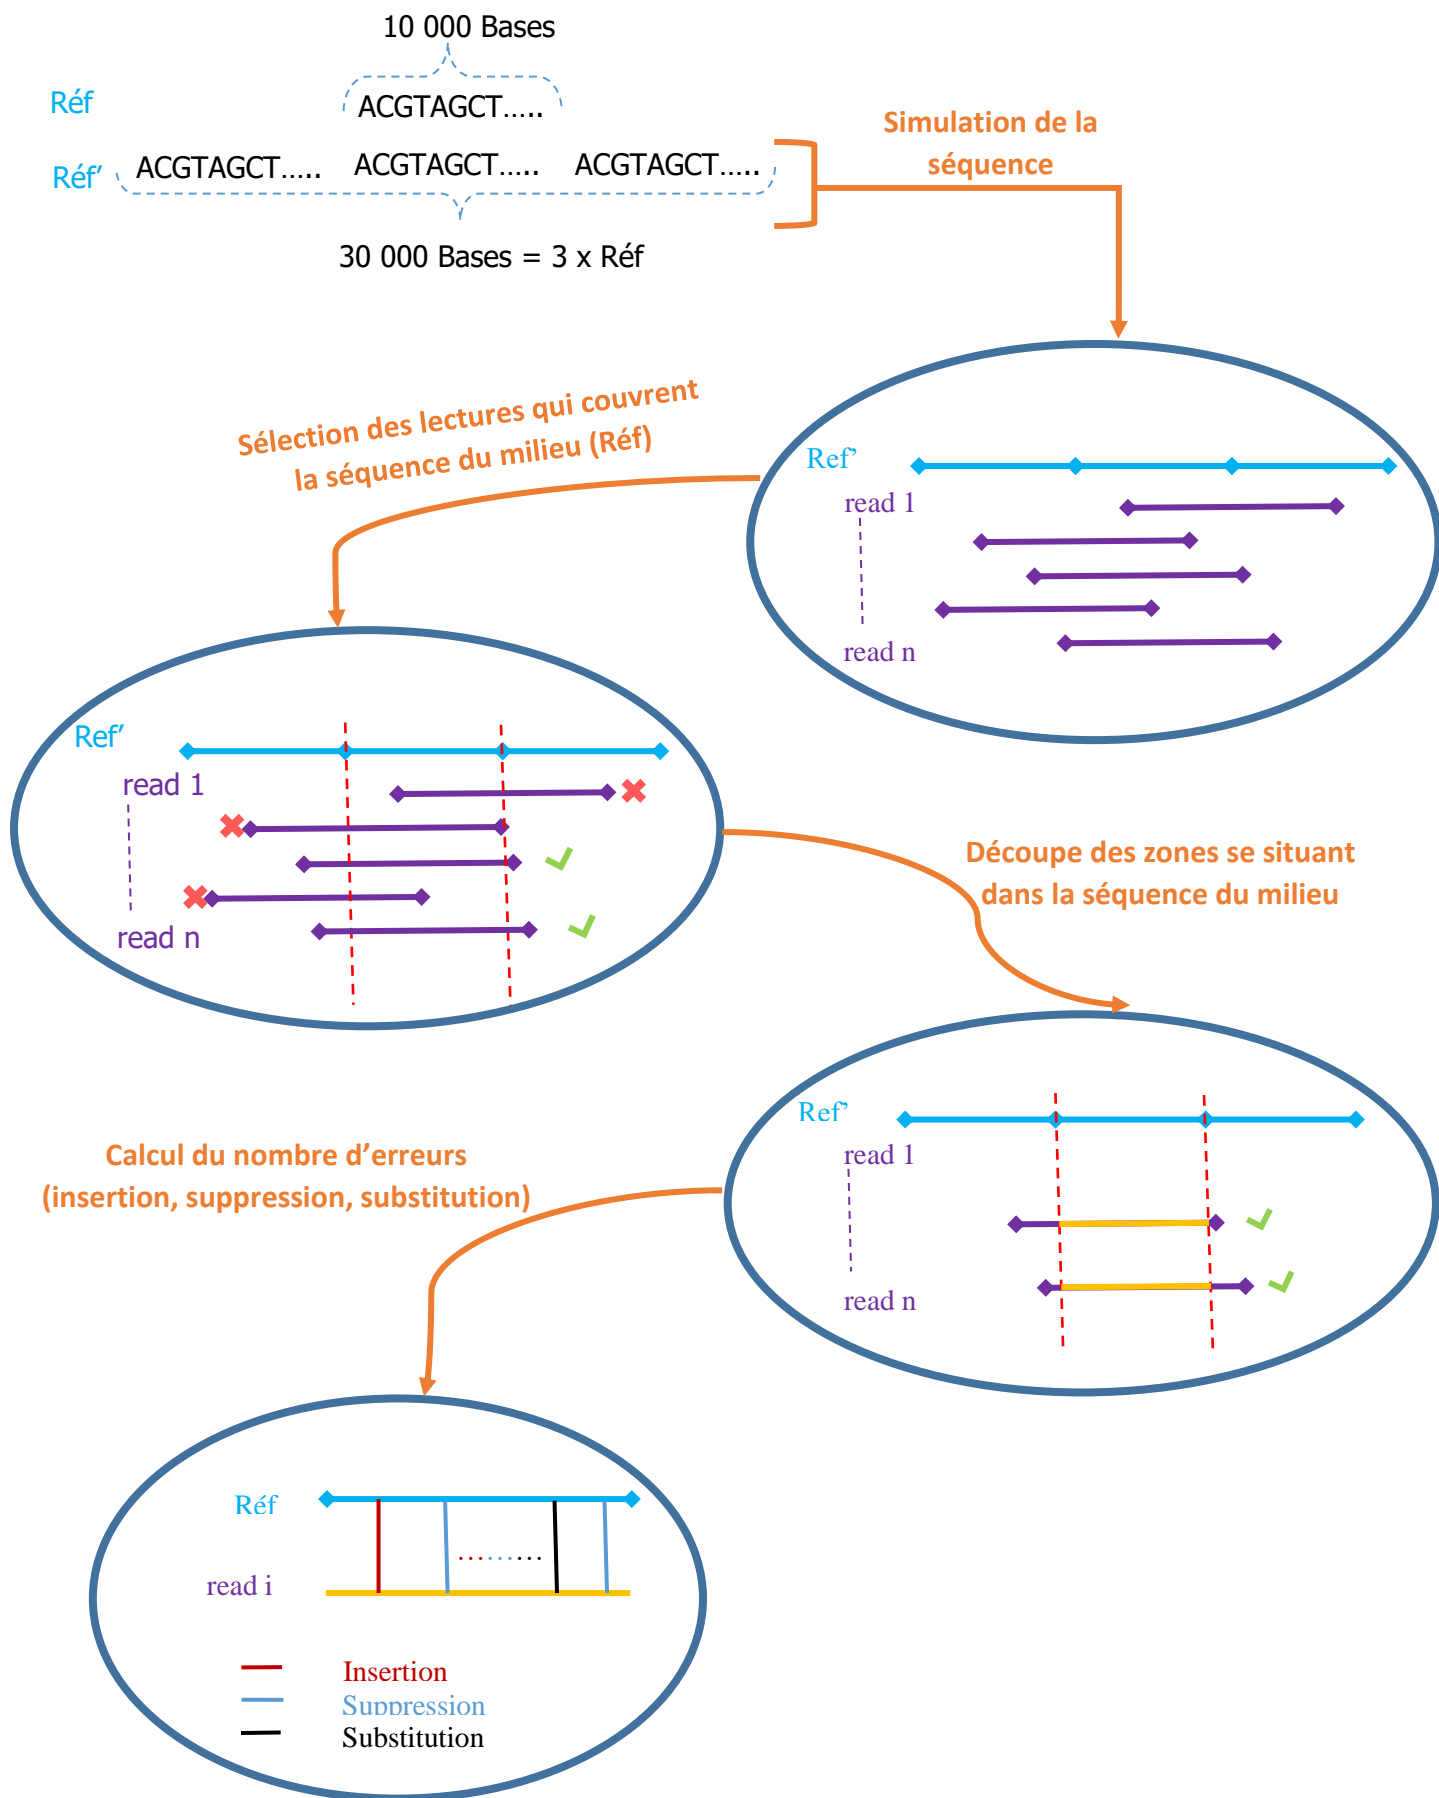 10 000 Bases
Réf
ACGTAGCT.....
Réf' ACGTAGCT..... ACGTAGCT..... ACGTAGCT.....
30 000 Bases = 3 x Réf
Simulation de la
séquence
Sélection des lectures qui couvrent
la séquence du milieu (Réf)
Ref'
read 1
read n
Ref'
read 1
read n
Découpe des zones se situant
dans la séquence du milieu
Ref'
read 1
read n
Calcul du nombre d'erreurs
(insertion, suppression, substitution)
Réf
.........
read i
Insertion
Suppression
Substitution